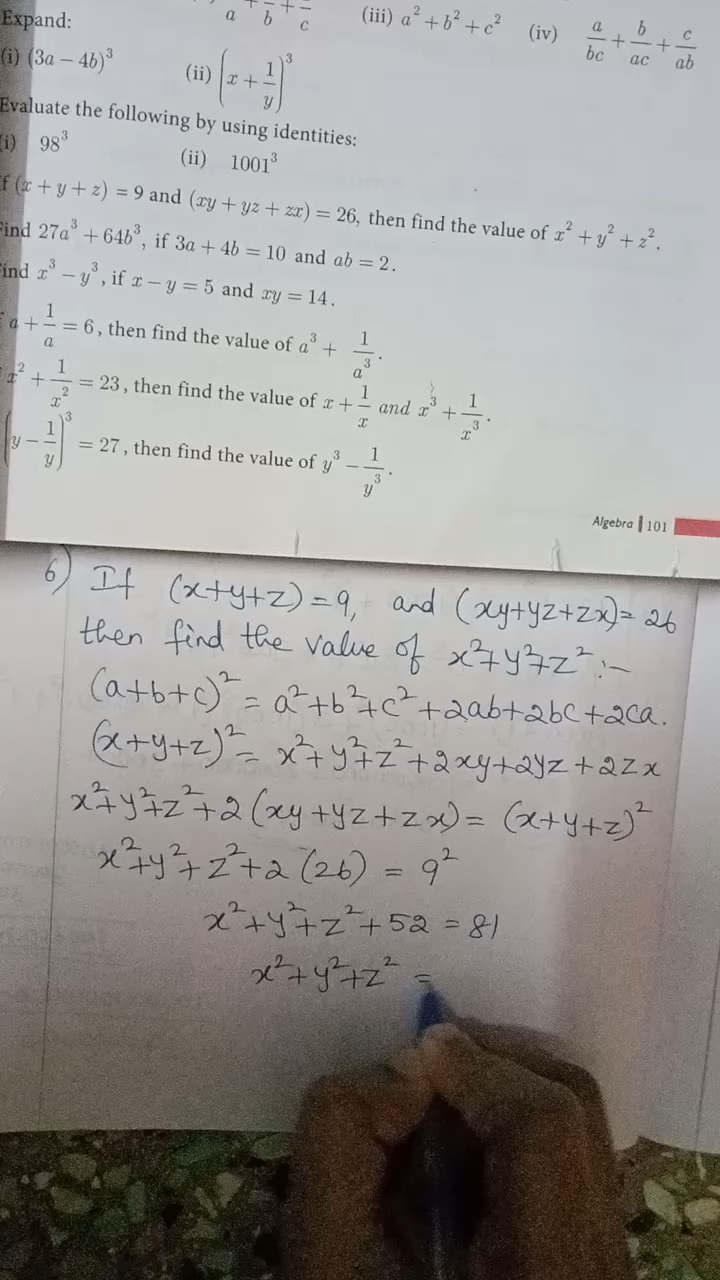 a b c
(iii) a² + b² + c² (iv) a/bc + b/ac + c/ab
Expand:
(i) (3a − 4b)³ (ii) (x + 1/y)³
Evaluate the following by using identities:
i) 98³ (ii) 1001³
f (x + y + z) = 9 and (xy + yz + zx) = 26, then find the value of x² + y² + z².
ind 27a³ + 64b³, if 3a + 4b = 10 and ab = 2.
ind x³ − y³, if x − y = 5 and xy = 14.
a + 1/a = 6, then find the value of a³ + 1/a³.
x² + 1/x² = 23, then find the value of x + 1/x and x³ + 1/x³.
(y − 1/y)³ = 27, then find the value of y³ − 1/y³.
Algebra 101
6) If (x+y+z)=9, and (xy+yz+zx)=26
then find the value of x²+y²+z² :-
(a+b+c)² = a²+b²+c²+2ab+2bc+2ca.
(x+y+z)² = x²+y²+z²+2xy+2yz+2zx
x²+y²+z²+2(xy+yz+zx) = (x+y+z)²
x²+y²+z²+2(26) = 9²
x²+y²+z²+52 = 81
x²+y²+z² =